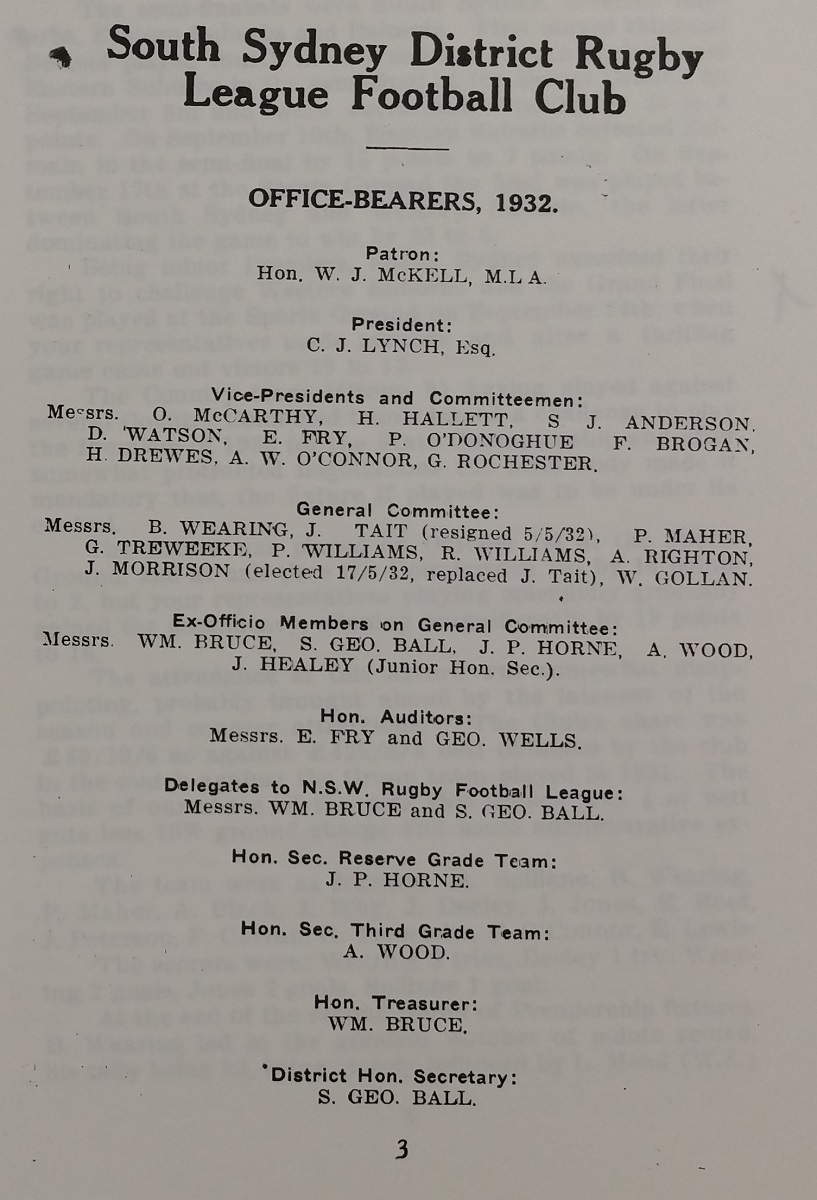 South Sydney District Rugby
League Football Club
OFFICE-BEARERS, 1932.
Patron:
Hon. W. J. McKELL, M.L A.
President:
C. J. LYNCH, Esq.
Vice-Presidents and Committeemen:
Messrs. O. McCARTHY, H. HALLETT, S J. ANDERSON,
D. WATSON, E. FRY, P. O'DONOGHUE F. BROGAN,
H. DREWES, A. W. O'CONNOR, G. ROCHESTER.
General Committee:
Messrs. B. WEARING, J. TAIT (resigned 5/5/32), P. MAHER,
G. TREWEEKE, P. WILLIAMS, R. WILLIAMS, A. RIGHTON,
J. MORRISON (elected 17/5/32, replaced J. Tait), W. GOLLAN.
Ex-Officio Members on General Committee:
Messrs. WM. BRUCE, S. GEO. BALL, J. P. HORNE, A. WOOD,
J. HEALEY (Junior Hon. Sec.).
Hon. Auditors:
Messrs. E. FRY and GEO. WELLS.
Delegates to N.S.W. Rugby Football League:
Messrs. WM. BRUCE and S. GEO. BALL.
Hon. Sec. Reserve Grade Team:
J. P. HORNE.
Hon. Sec. Third Grade Team:
A. WOOD.
Hon. Treasurer:
WM. BRUCE.
District Hon. Secretary:
S. GEO. BALL.
3